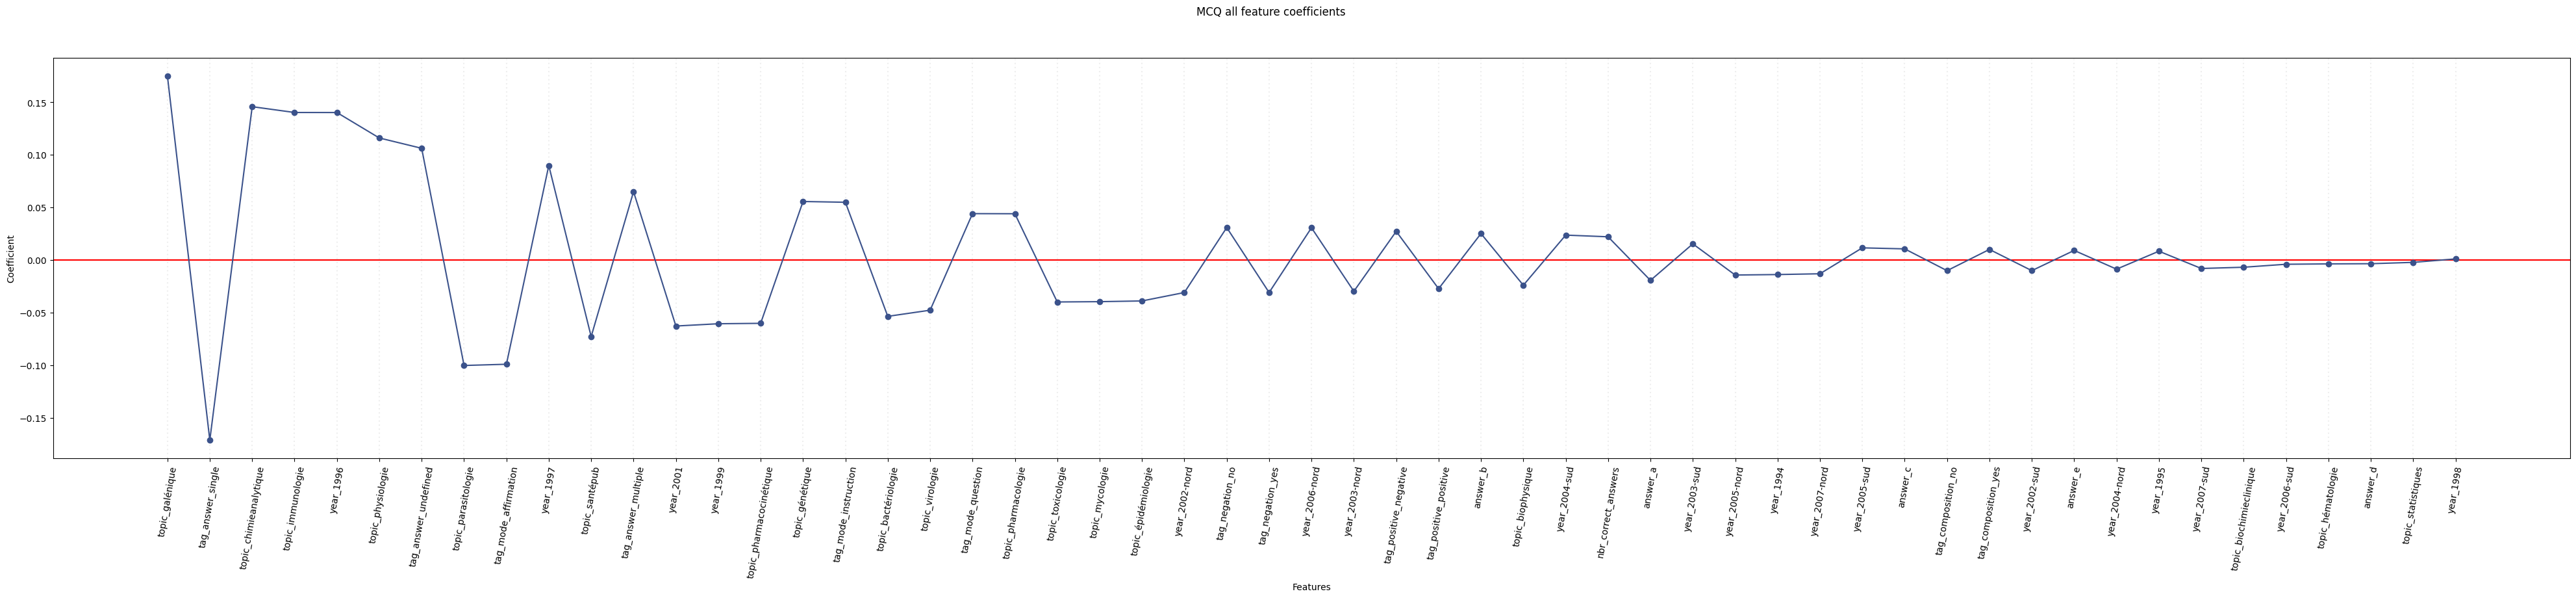 MCQ all feature coefficients
Coefficient
0.15
0.10
0.05
0.00
−0.05
−0.10
−0.15
topic_galénique
tag_answer_single
topic_chimieanalytique
topic_immunologie
year_1996
topic_physiologie
tag_answer_undefined
topic_parasitologie
tag_mode_affirmation
year_1997
topic_santépub
tag_answer_multiple
year_2001
year_1999
topic_pharmacocinétique
topic_génétique
tag_mode_instruction
topic_bactériologie
topic_virologie
tag_mode_question
topic_pharmacologie
topic_toxicologie
topic_mycologie
topic_épidémiologie
year_2002-nord
tag_negation_no
tag_negation_yes
year_2006-nord
year_2003-nord
tag_positive_negative
tag_positive_positive
answer_b
topic_biophysique
year_2004-sud
nbr_correct_answers
answer_a
year_2003-sud
year_2005-nord
year_1994
year_2007-nord
year_2005-sud
answer_c
tag_composition_no
tag_composition_yes
year_2002-sud
answer_e
year_2004-nord
year_1995
year_2007-sud
topic_biochimieclinique
year_2006-sud
topic_hématologie
answer_d
topic_statistiques
year_1998
Features